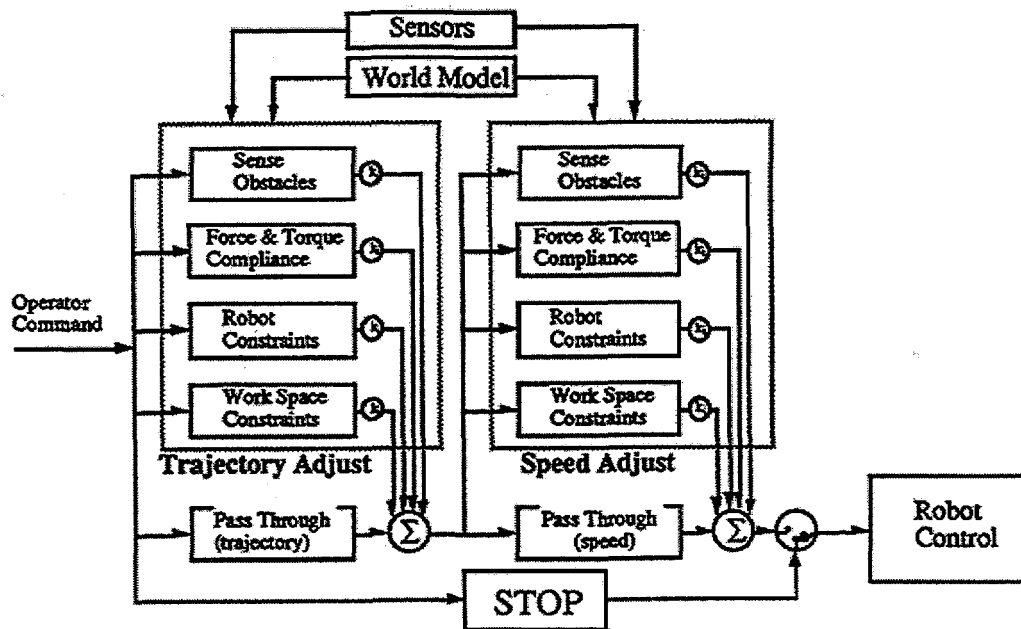 Sensors
World Model
Sense
Obstacles
Force & Torque
Compliance
Robot
Constraints
Work Space
Constraints
Trajectory Adjust
Pass Through
(trajectory)
Σ
Sense
Obstacles
Force & Torque
Compliance
Robot
Constraints
Work Space
Constraints
Speed Adjust
Pass Through
(speed)
Σ
Operator
Command
STOP
Robot
Control